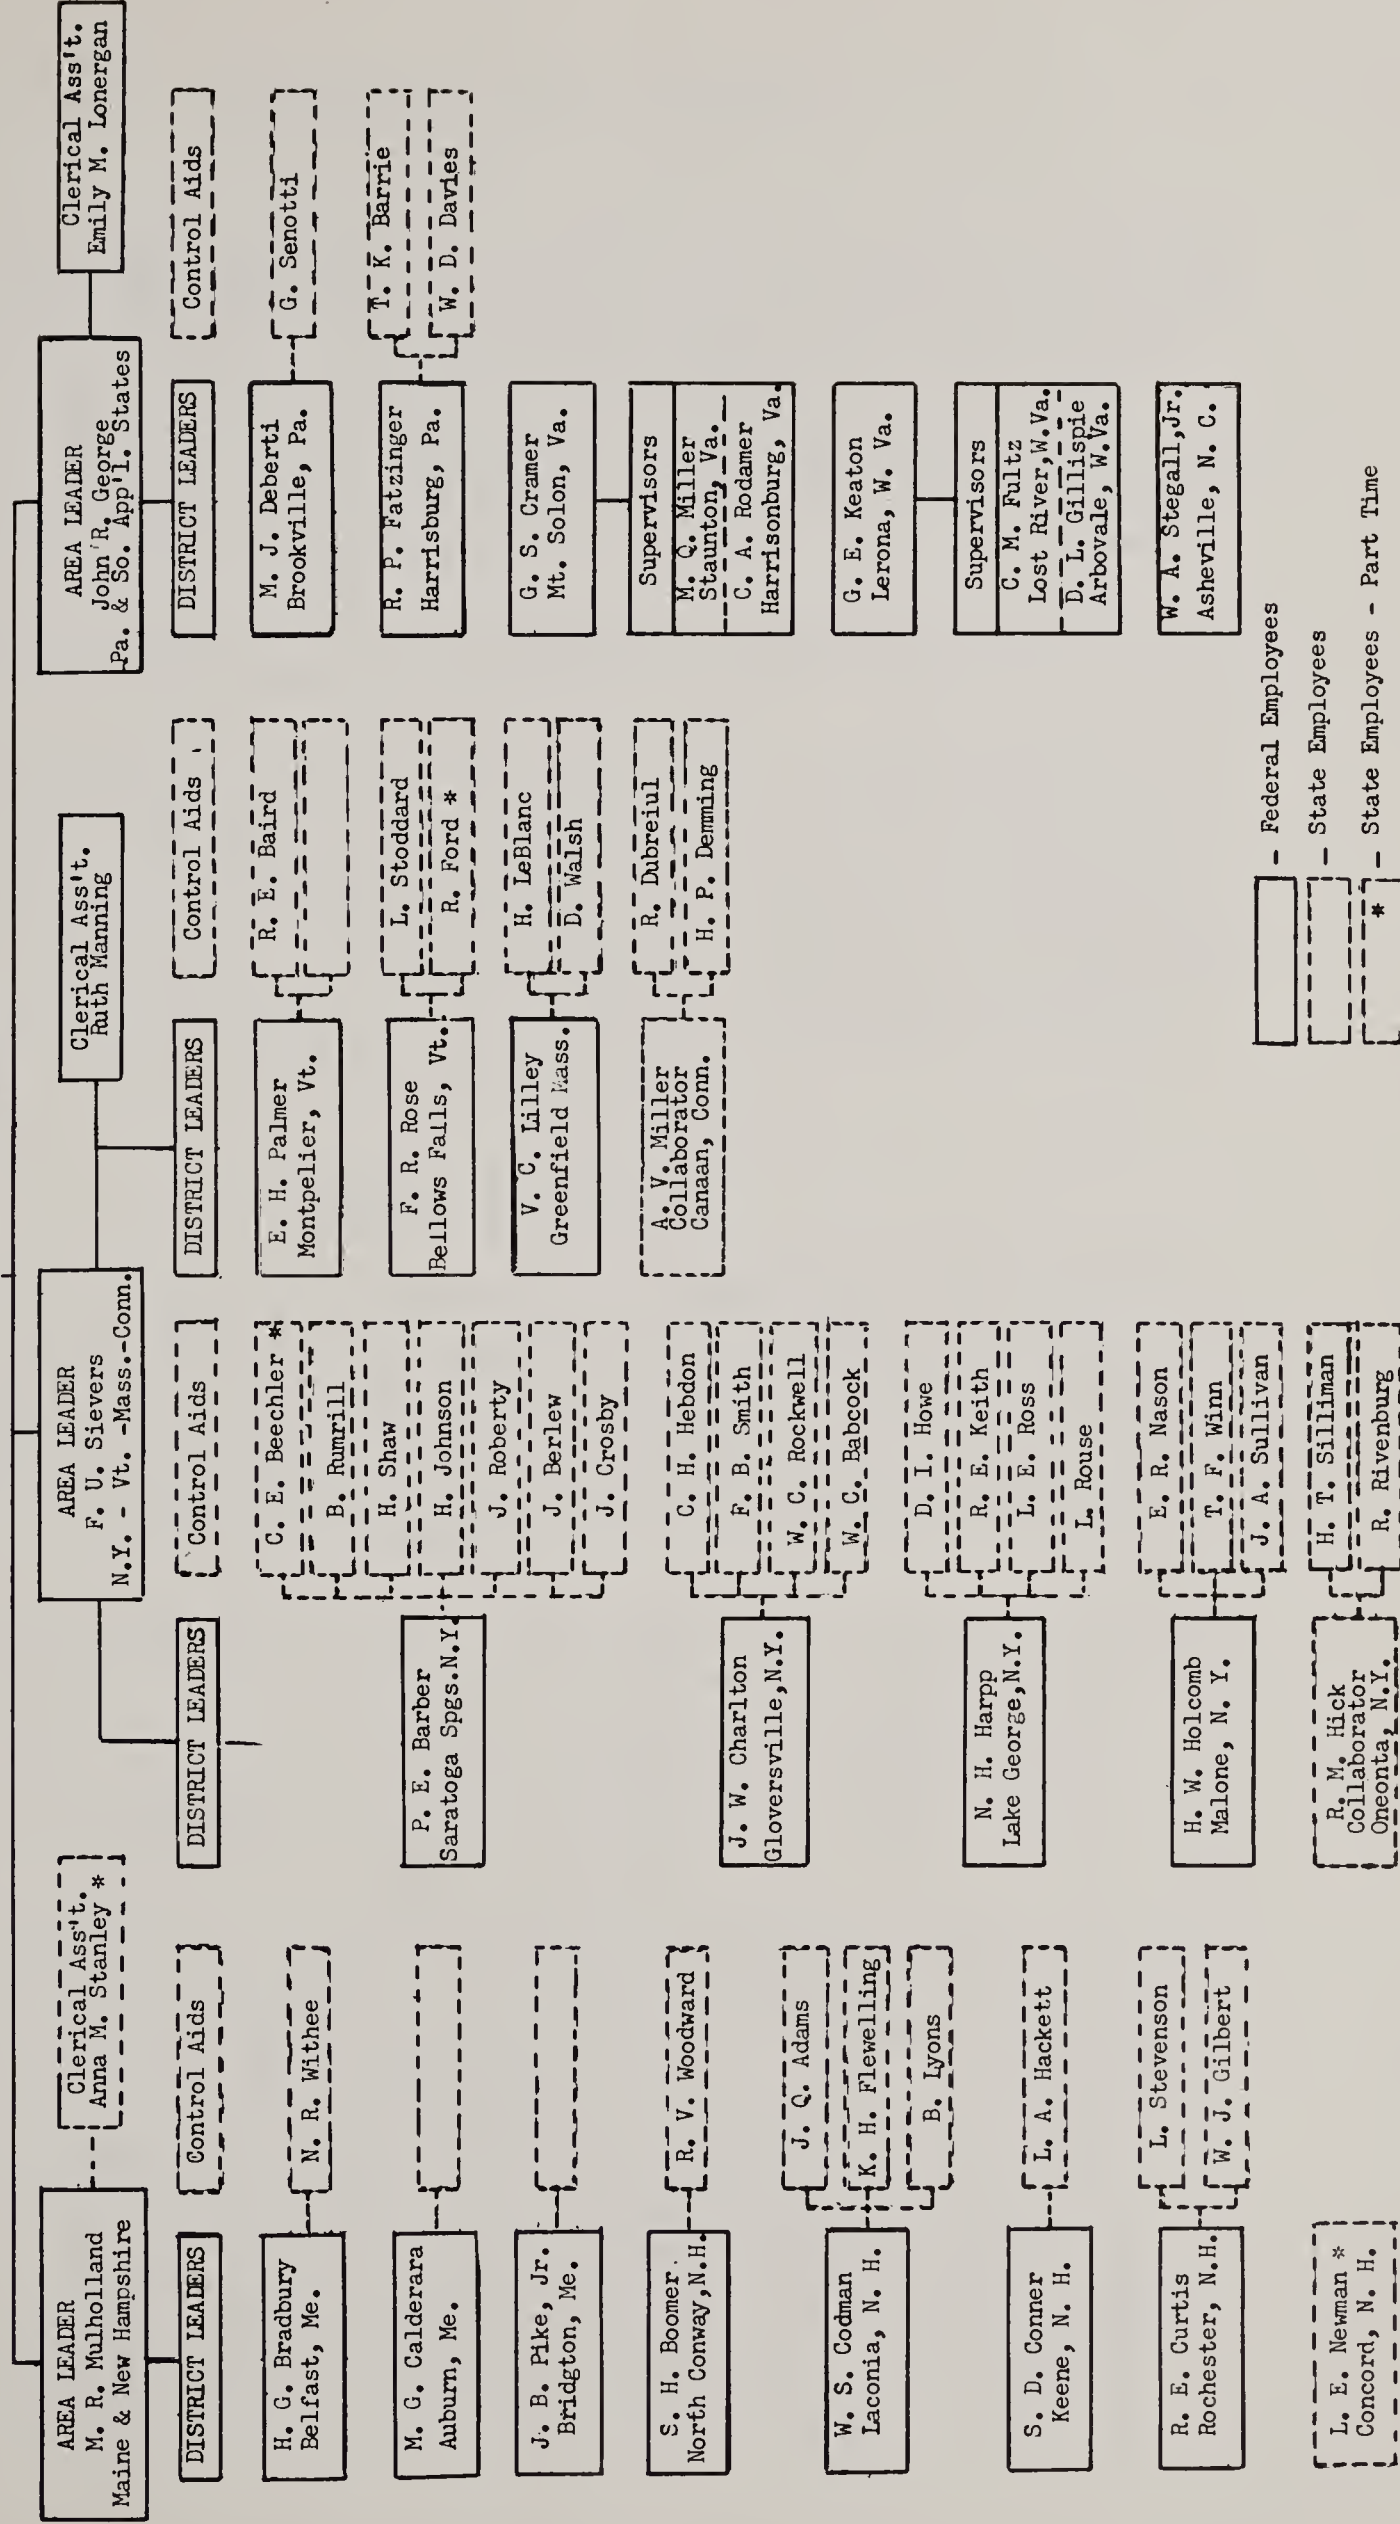 AREA LEADER
M. R. Mulholland
Maine & New Hampshire
Clerical Ass't.
Anna M. Stanley *
DISTRICT LEADERS
Control Aids
H. G. Bradbury
Belfast, Me.
N. R. Withee
M. G. Calderara
Auburn, Me.
J. B. Pike, Jr.
Bridgton, Me.
S. H. Boomer
North Conway,N.H.
R. V. Woodward
W. S. Codman
Laconia, N. H.
J. Q. Adams
K. H. Flewelling
B. Lyons
S. D. Conner
Keene, N. H.
L. A. Hackett
R. E. Curtis
Rochester, N.H.
L. Stevenson
W. J. Gilbert
L. E. Newman *
Concord, N. H.
AREA LEADER
F. U. Sievers
N.Y. - Vt. -Mass.-Conn.
Clerical Ass't.
Ruth Manning
DISTRICT LEADERS
Control Aids
P. E. Barber
Saratoga Spgs.N.Y.
C. E. Beechler *
B. Rumrill
H. Shaw
H. Johnson
J. Roberty
J. Berlew
J. Crosby
J. W. Charlton
Gloversville,N.Y.
C. H. Hebdon
F. B. Smith
W. C. Rockwell
W. C. Babcock
N. H. Harpp
Lake George,N.Y.
D. I. Howe
R. E. Keith
L. E. Ross
L. Rouse
H. W. Holcomb
Malone, N. Y.
E. R. Nason
T. F. Winn
J. A. Sullivan
R. M. Hick
Collaborator
Oneonta, N.Y.
H. T. Silliman
R. Rivenburg
DISTRICT LEADERS
Control Aids
E. H. Palmer
Montpelier, Vt.
R. E. Baird
F. R. Rose
Bellows Falls, Vt.
L. Stoddard
R. Ford *
V. C. Lilley
Greenfield Mass.
H. LeBlanc
D. Walsh
A. V. Miller
Collaborator
Canaan, Conn.
R. Dubreiul
H. P. Demming
AREA LEADER
John R. George
Pa. & So. App'l. States
Clerical Ass't.
Emily M. Lonergan
DISTRICT LEADERS
Control Aids
M. J. Deberti
Brookville, Pa.
G. Senotti
R. P. Fatzinger
Harrisburg, Pa.
T. K. Barrie
W. D. Davies
G. S. Cramer
Mt. Solon, Va.
Supervisors
M. Q. Miller
Staunton, Va.
C. A. Rodamer
Harrisonburg, Va.
G. E. Keaton
Lerona, W. Va.
Supervisors
C. M. Fultz
Lost River,W.Va.
D. L. Gillispie
Arbovale, W.Va.
W. A. Stegall,Jr.
Asheville, N. C.
- Federal Employees
- State Employees
* - State Employees - Part Time